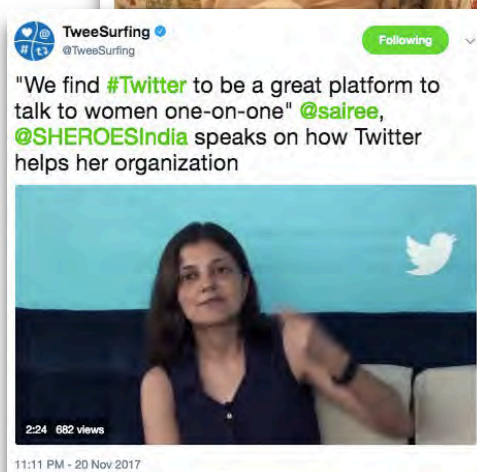 TweeSurfing
@TweeSurfing
Following
"We find #Twitter to be a great platform to
talk to women one-on-one" @sairee,
@SHEROESIndia speaks on how Twitter
helps her organization
2:24 682 views
11:11 PM - 20 Nov 2017